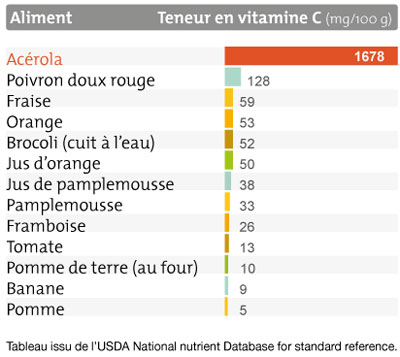 Aliment Teneur en vitamine C (mg/100 g)
Acérola 1678
Poivron doux rouge 128
Fraise 59
Orange 53
Brocoli (cuit à l'eau) 52
Jus d'orange 50
Jus de pamplemousse 38
Pamplemousse 33
Framboise 26
Tomate 13
Pomme de terre (au four) 10
Banane 9
Pomme 5
Tableau issu de l'USDA National nutrient Database for standard reference.